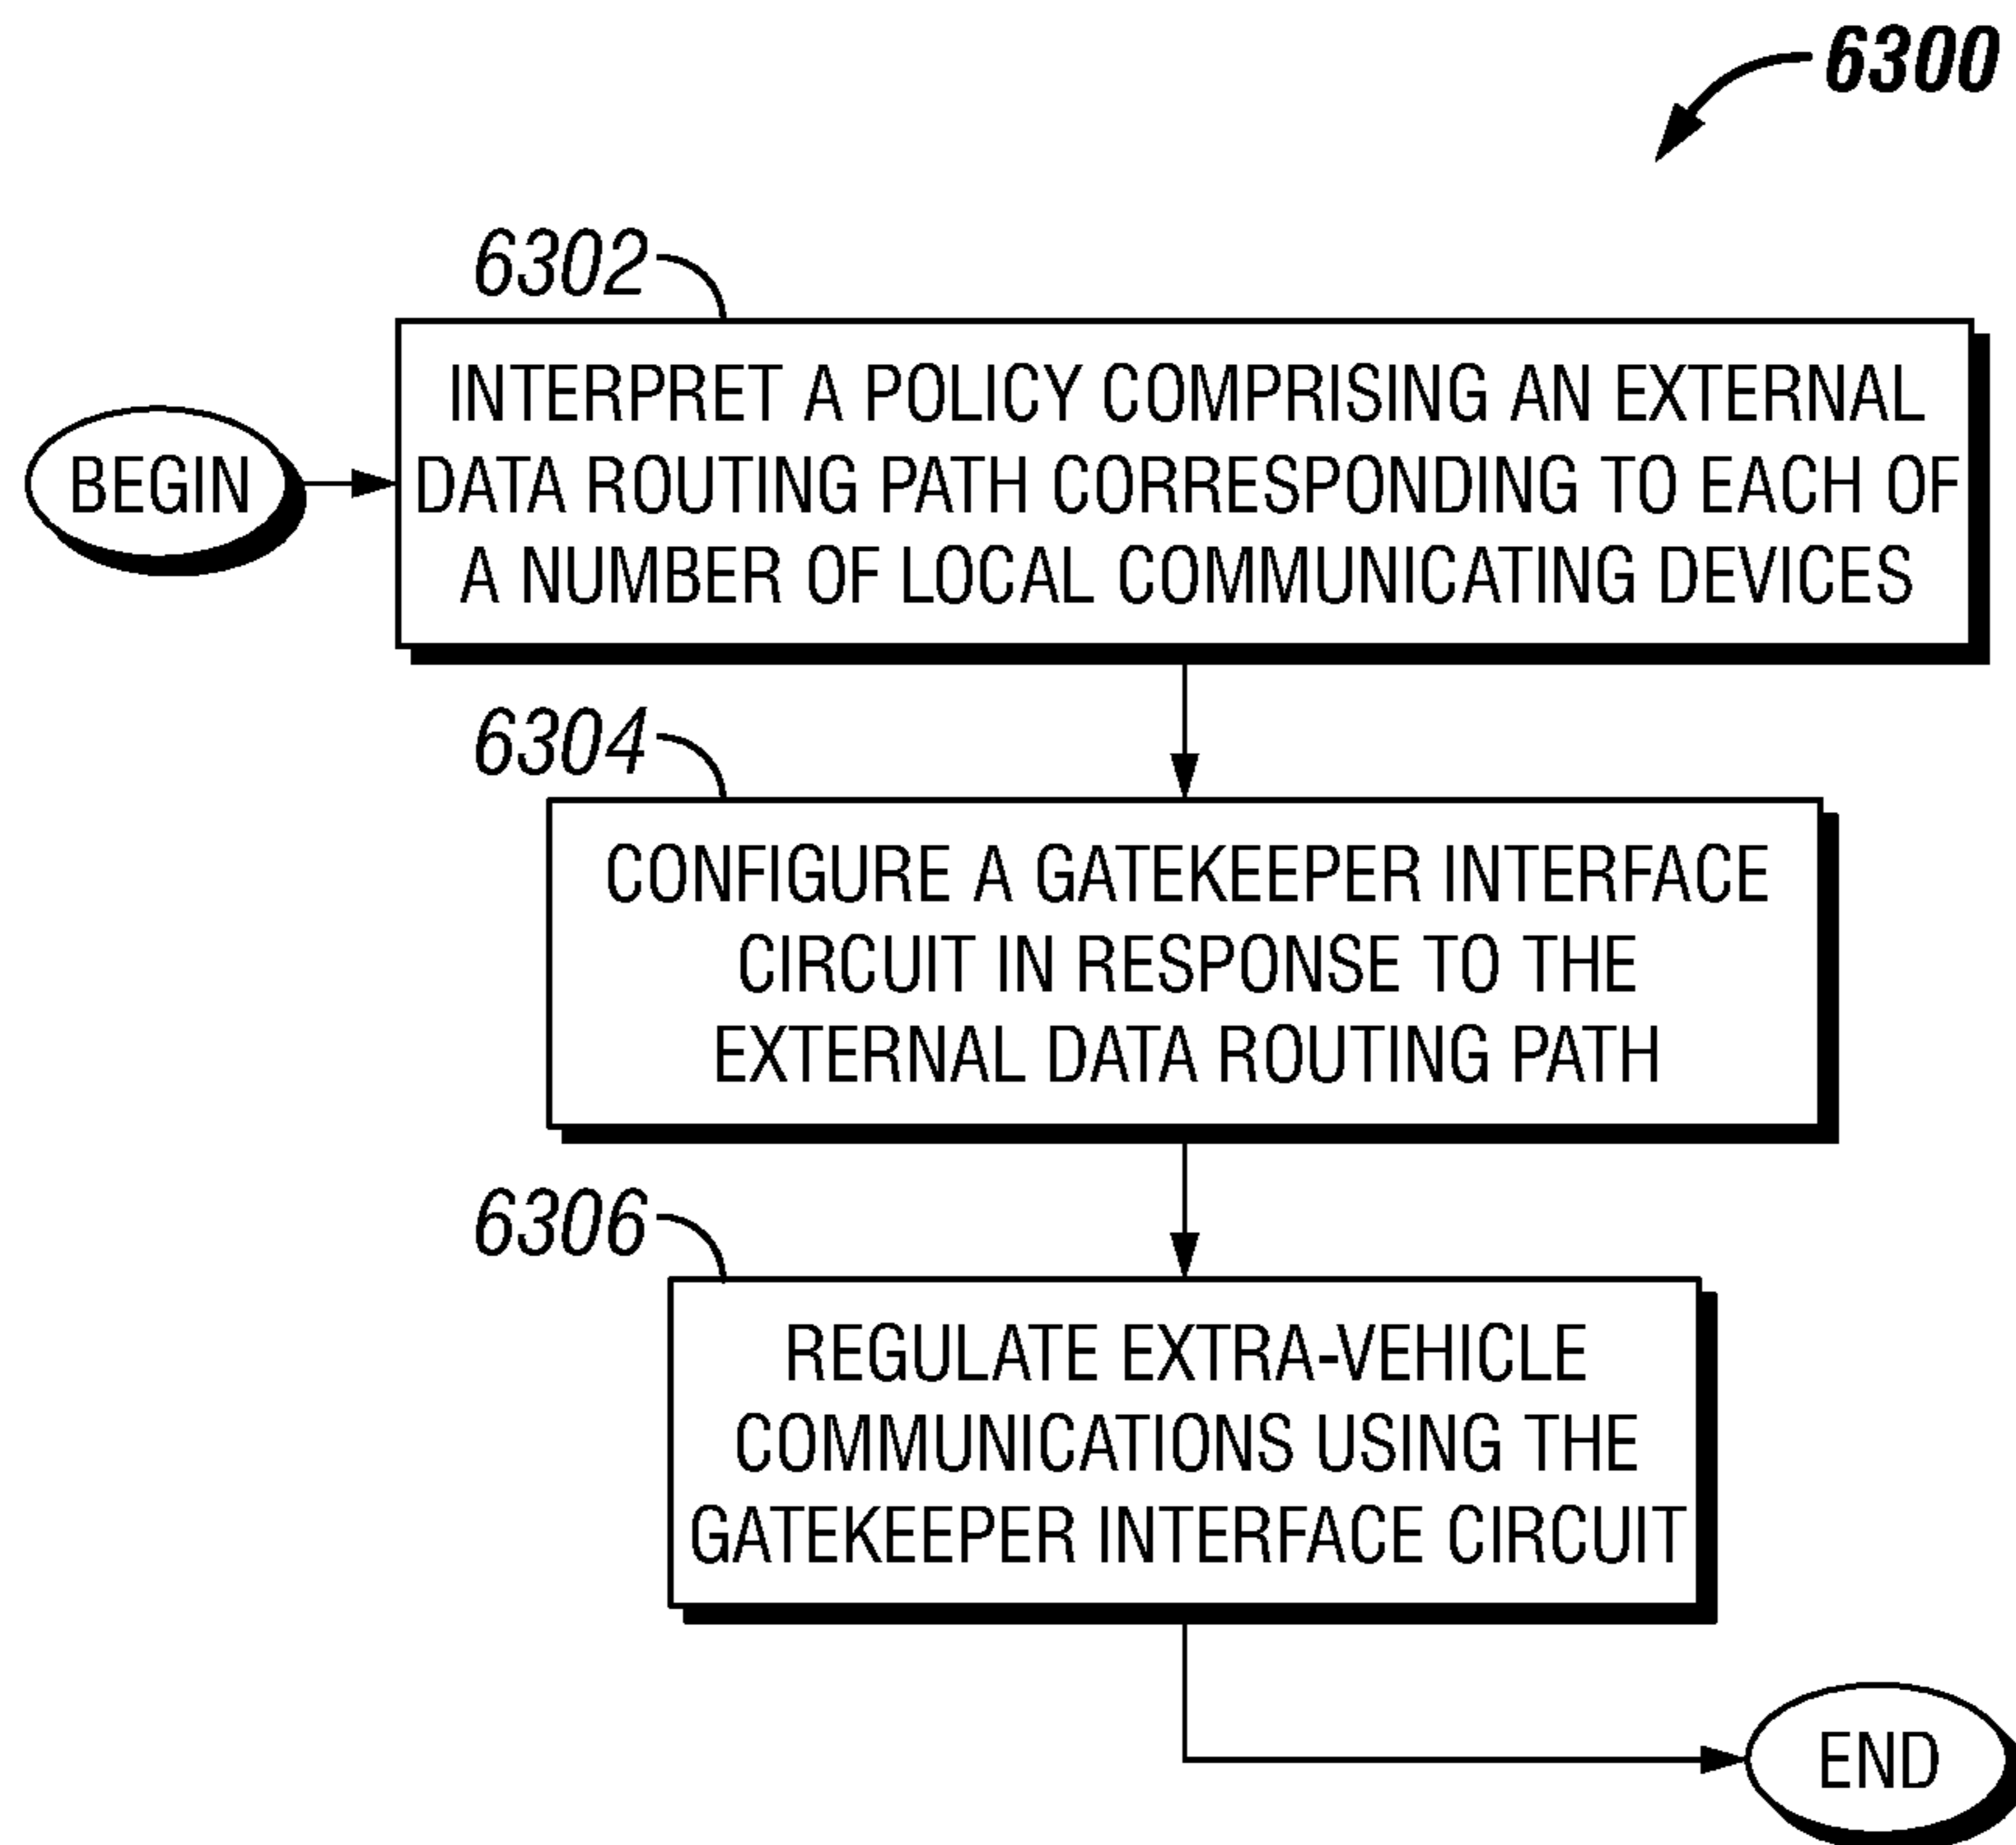 6300
6302
BEGIN
INTERPRET A POLICY COMPRISING AN EXTERNAL
DATA ROUTING PATH CORRESPONDING TO EACH OF
A NUMBER OF LOCAL COMMUNICATING DEVICES
6304
CONFIGURE A GATEKEEPER INTERFACE
CIRCUIT IN RESPONSE TO THE
EXTERNAL DATA ROUTING PATH
6306
REGULATE EXTRA-VEHICLE
COMMUNICATIONS USING THE
GATEKEEPER INTERFACE CIRCUIT
END